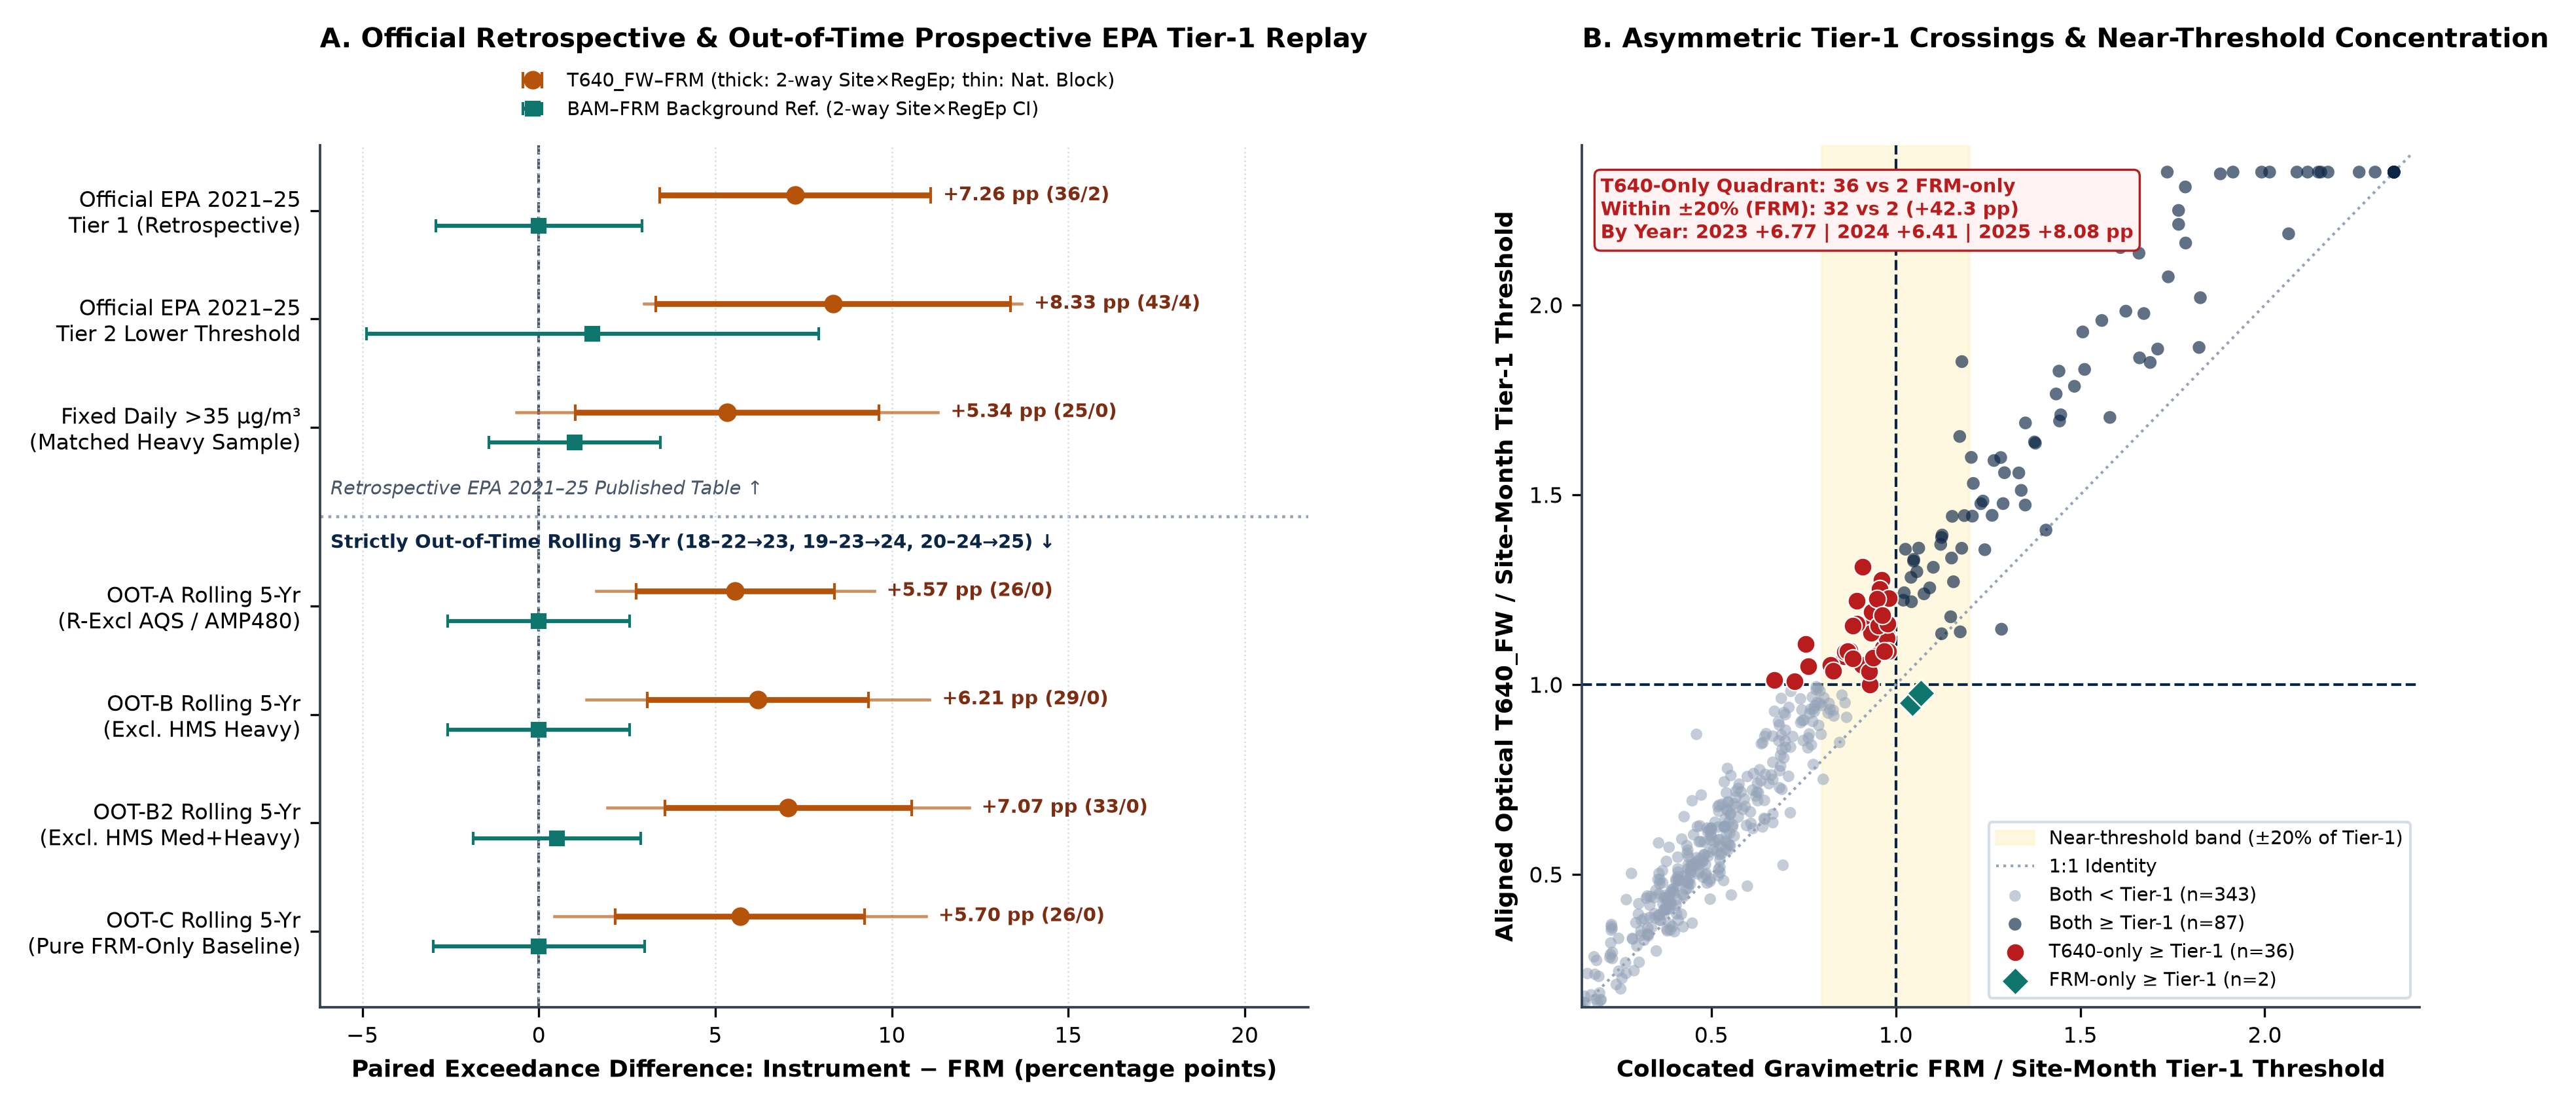 A. Official Retrospective & Out-of-Time Prospective EPA Tier-1 Replay
T640_FW–FRM (thick: 2-way Site×RegEp; thin: Nat. Block)
BAM–FRM Background Ref. (2-way Site×RegEp CI)
Official EPA 2021–25
Tier 1 (Retrospective)
+7.26 pp (36/2)
Official EPA 2021–25
Tier 2 Lower Threshold
+8.33 pp (43/4)
Fixed Daily >35 µg/m³
(Matched Heavy Sample)
+5.34 pp (25/0)
Retrospective EPA 2021–25 Published Table ↑
Strictly Out-of-Time Rolling 5-Yr (18–22→23, 19–23→24, 20–24→25) ↓
OOT-A Rolling 5-Yr
(R-Excl AQS / AMP480)
+5.57 pp (26/0)
OOT-B Rolling 5-Yr
(Excl. HMS Heavy)
+6.21 pp (29/0)
OOT-B2 Rolling 5-Yr
(Excl. HMS Med+Heavy)
+7.07 pp (33/0)
OOT-C Rolling 5-Yr
(Pure FRM-Only Baseline)
+5.70 pp (26/0)
−5 0 5 10 15 20
Paired Exceedance Difference: Instrument − FRM (percentage points)
B. Asymmetric Tier-1 Crossings & Near-Threshold Concentration
Aligned Optical T640_FW / Site-Month Tier-1 Threshold
T640-Only Quadrant: 36 vs 2 FRM-only
Within ±20% (FRM): 32 vs 2 (+42.3 pp)
By Year: 2023 +6.77 | 2024 +6.41 | 2025 +8.08 pp
2.0
1.5
1.0
0.5
Near-threshold band (±20% of Tier-1)
1:1 Identity
Both < Tier-1 (n=343)
Both ≥ Tier-1 (n=87)
T640-only ≥ Tier-1 (n=36)
FRM-only ≥ Tier-1 (n=2)
0.5 1.0 1.5 2.0
Collocated Gravimetric FRM / Site-Month Tier-1 Threshold